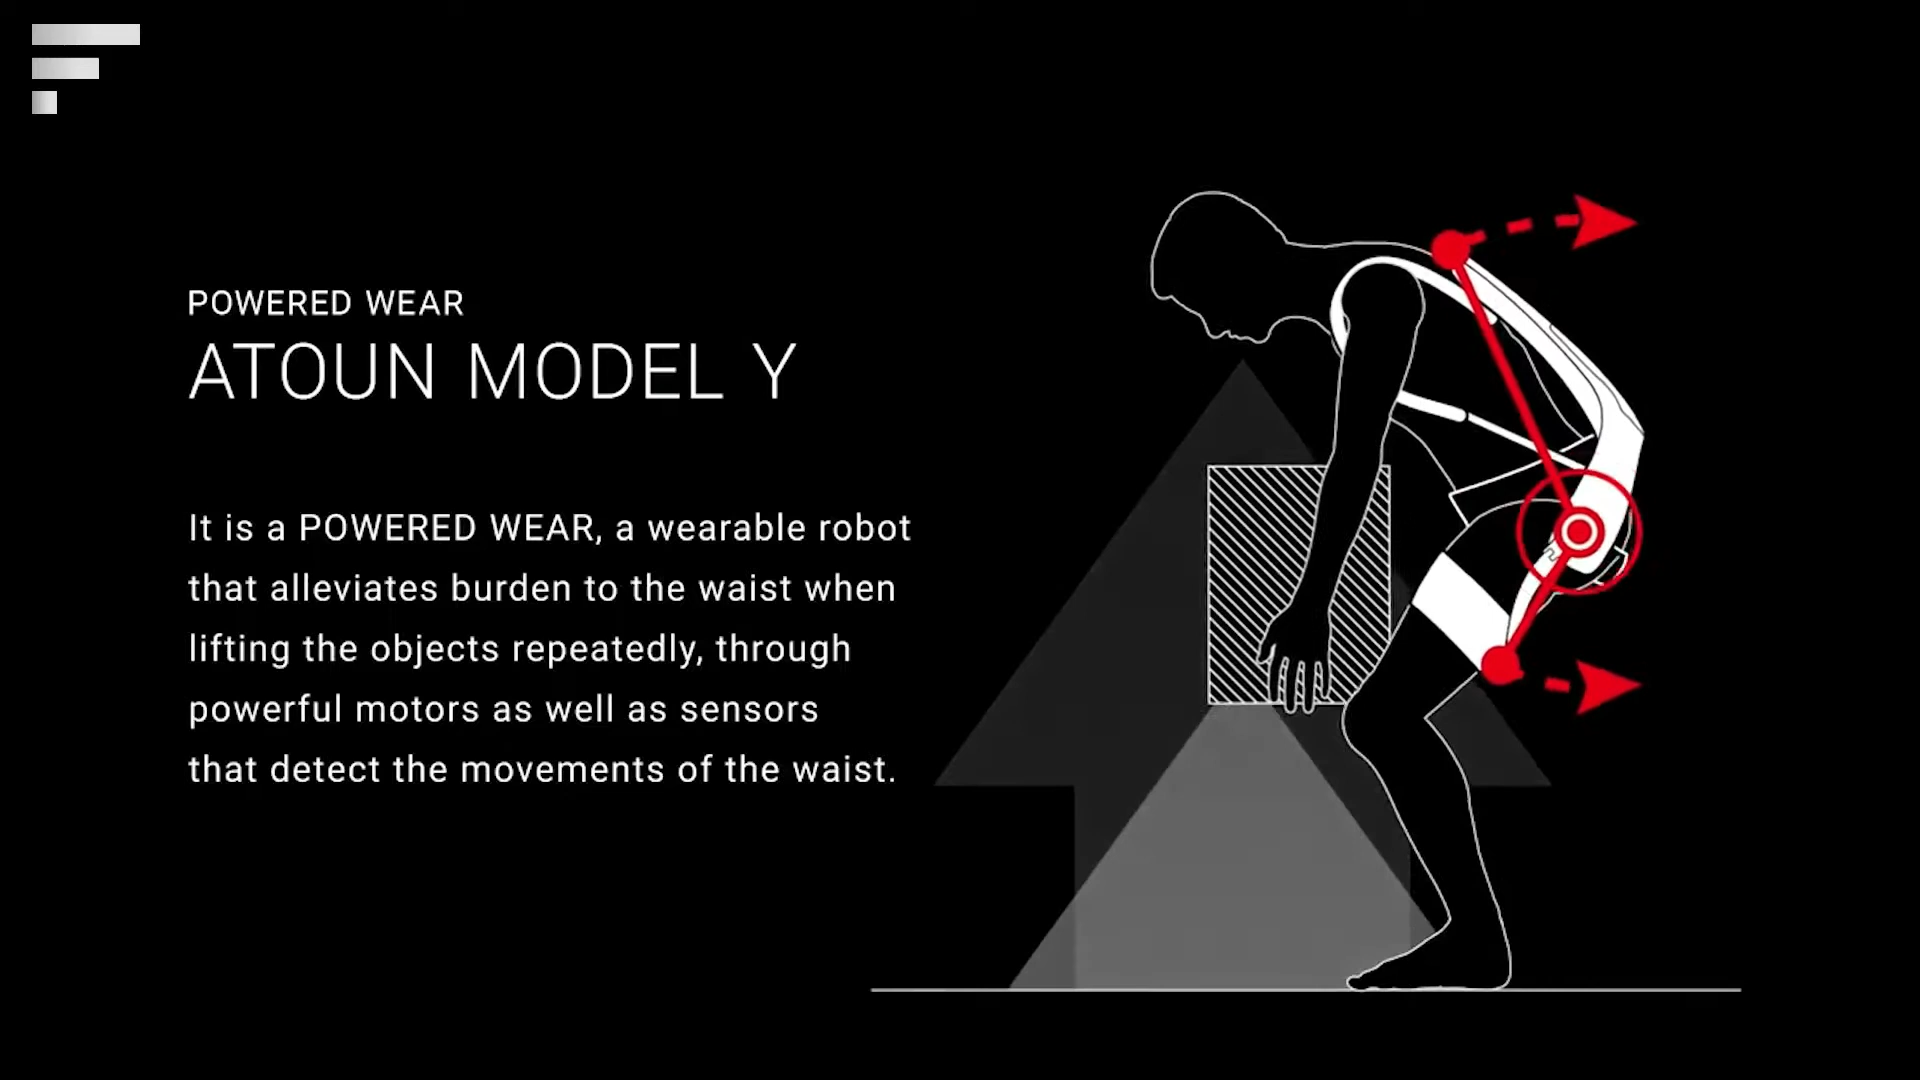 POWERED WEAR
ATOUN MODEL Y
It is a POWERED WEAR, a wearable robot
that alleviates burden to the waist when
lifting the objects repeatedly, through
powerful motors as well as sensors
that detect the movements of the waist.